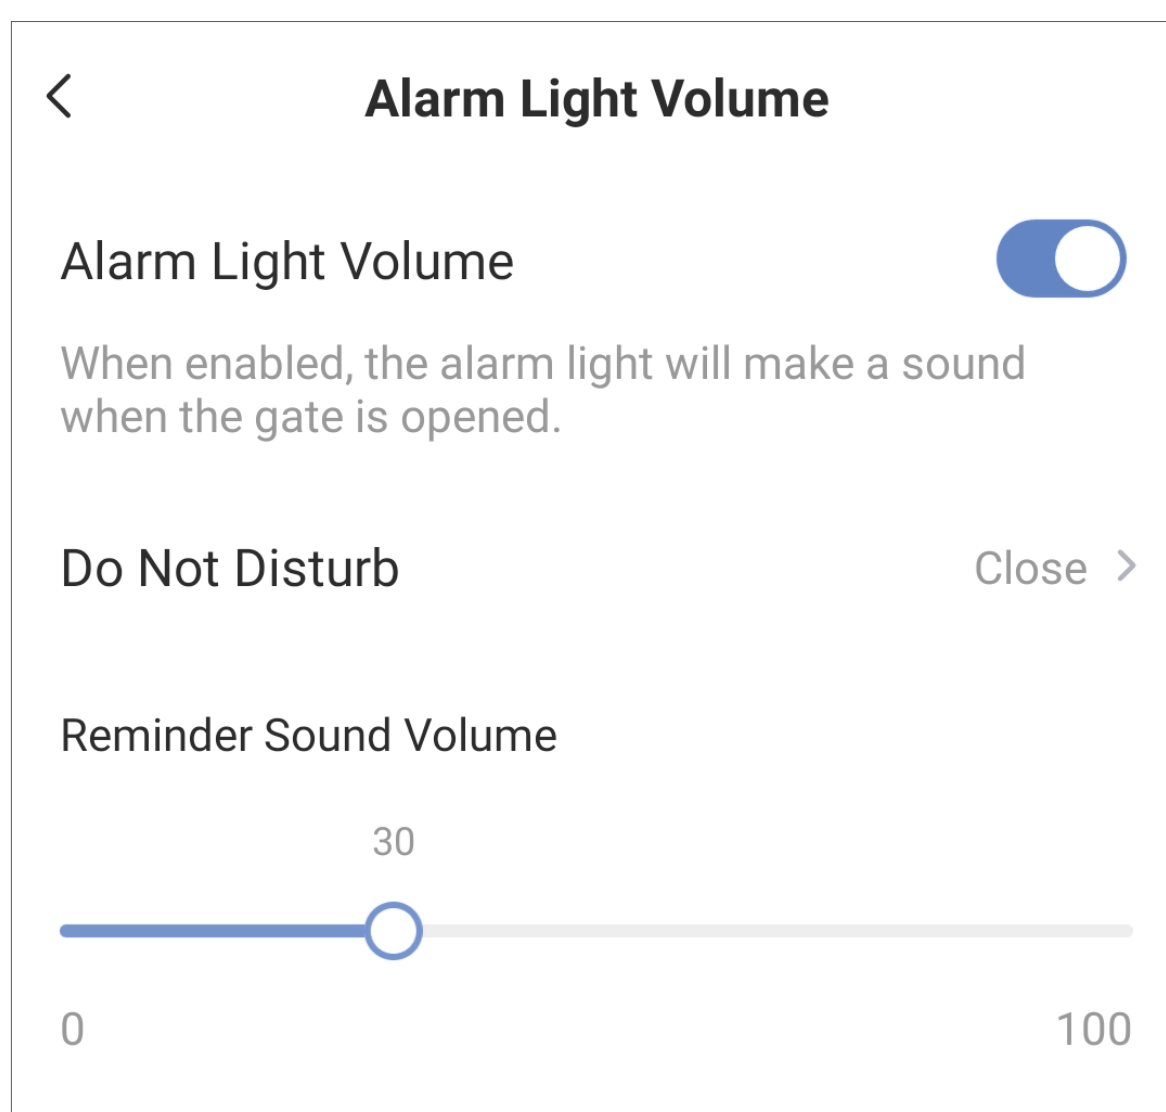 Alarm Light Volume
Alarm Light Volume
When enabled, the alarm light will make a sound
when the gate is opened.
Do Not Disturb Close
Reminder Sound Volume
30
0 100